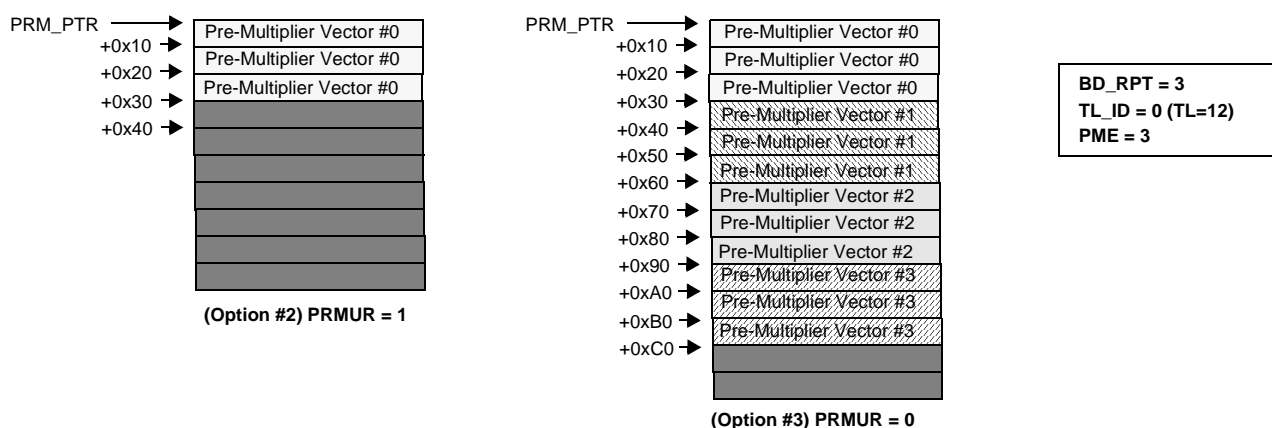 PRM_PTR
Pre-Multiplier Vector #0
+0x10
Pre-Multiplier Vector #0
+0x20
Pre-Multiplier Vector #0
+0x30
+0x40
(Option #2) PRMUR = 1
PRM_PTR
Pre-Multiplier Vector #0
+0x10
Pre-Multiplier Vector #0
+0x20
Pre-Multiplier Vector #0
+0x30
Pre-Multiplier Vector #1
+0x40
Pre-Multiplier Vector #1
+0x50
Pre-Multiplier Vector #1
+0x60
Pre-Multiplier Vector #2
+0x70
Pre-Multiplier Vector #2
+0x80
Pre-Multiplier Vector #2
+0x90
Pre-Multiplier Vector #3
+0xA0
Pre-Multiplier Vector #3
+0xB0
Pre-Multiplier Vector #3
+0xC0
(Option #3) PRMUR = 0
BD_RPT = 3
TL_ID = 0 (TL=12)
PME = 3